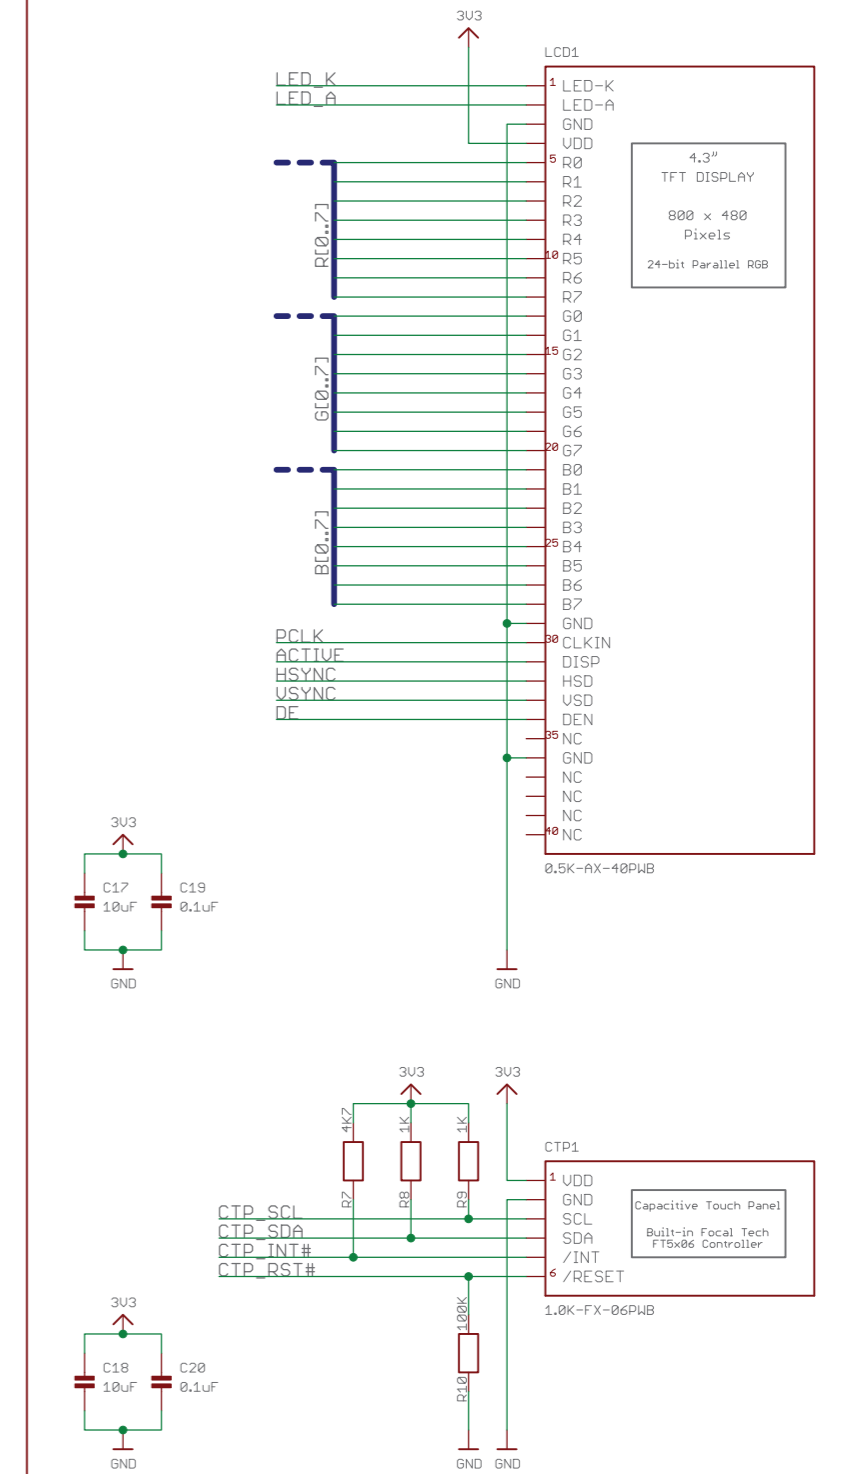 3V3
LCD1
LED_K
1 LED-K
LED_A
LED-A
GND
VDD
5 R0
R1
R2
R3
R4
10 R5
R6
R7
R[0..7]
4.3"
TFT DISPLAY
800 x 480
Pixels
24-bit Parallel RGB
G0
G1
15 G2
G3
G4
G5
G6
20 G7
G[0..7]
B0
B1
B2
B3
25 B4
B5
B6
B7
B[0..7]
GND
PCLK
30 CLKIN
ACTIVE
DISP
HSYNC
HSD
VSYNC
VSD
DE
DEN
35 NC
GND
NC
NC
NC
40 NC
0.5K-AX-40PWB
3V3
C17
10uF
C19
0.1uF
GND
GND
3V3
3V3
4K7
R7
1K
R8
1K
R9
CTP1
1 VDD
GND
CTP_SCL
SCL
CTP_SDA
SDA
CTP_INT#
/INT
CTP_RST#
6 /RESET
Capacitive Touch Panel
Built-in Focal Tech
FT5x06 Controller
1.0K-FX-06PWB
100K
R10
3V3
C18
10uF
C20
0.1uF
GND
GND
GND